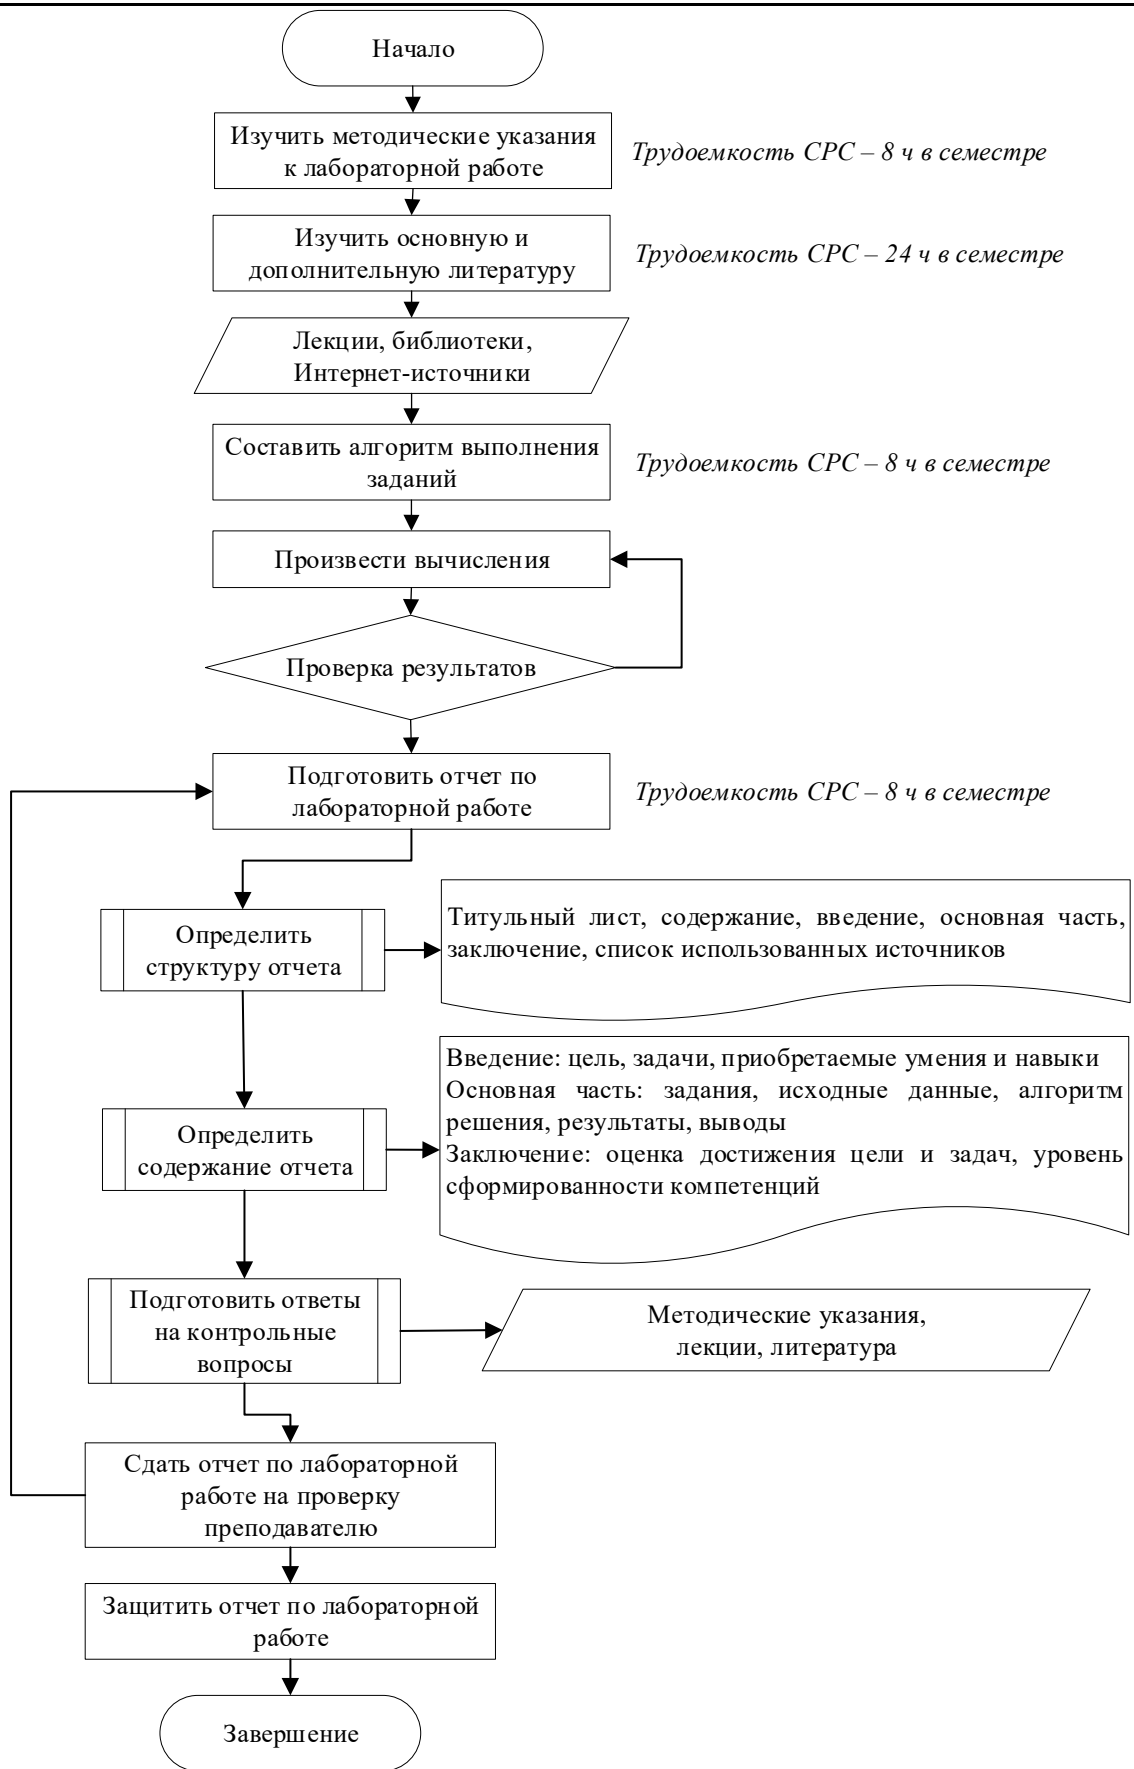 Начало
Изучить методические указания
к лабораторной работе
Трудоемкость СРС – 8 ч в семестре
Изучить основную и
дополнительную литературу
Трудоемкость СРС – 24 ч в семестре
Лекции, библиотеки,
Интернет-источники
Составить алгоритм выполнения
заданий
Трудоемкость СРС – 8 ч в семестре
Произвести вычисления
Проверка результатов
Подготовить отчет по
лабораторной работе
Трудоемкость СРС – 8 ч в семестре
Определить
структуру отчета
Титульный лист, содержание, введение, основная часть,
заключение, список использованных источников
Определить
содержание отчета
Введение: цель, задачи, приобретаемые умения и навыки
Основная часть: задания, исходные данные, алгоритм
решения, результаты, выводы
Заключение: оценка достижения цели и задач, уровень
сформированности компетенций
Подготовить ответы
на контрольные
вопросы
Методические указания,
лекции, литература
Сдать отчет по лабораторной
работе на проверку
преподавателю
Защитить отчет по лабораторной
работе
Завершение